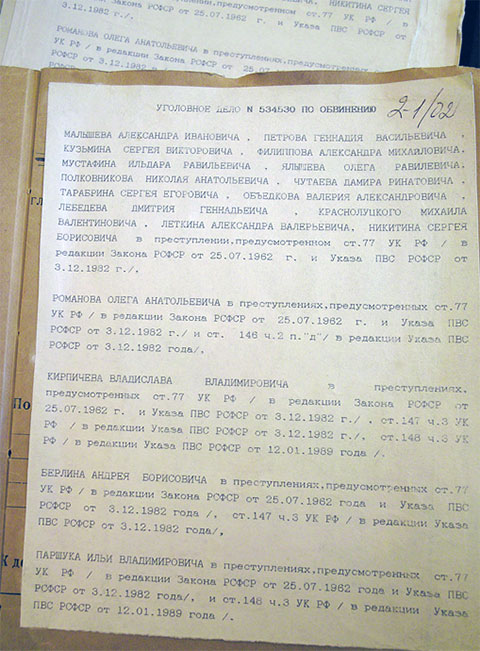 3.12.1982 г./.
РОМАНОВА ОЛЕГА АНАТОЛЬЕВИЧА в преступлениях,предусмотренных
УК РФ / в редакции Закона РСФСР от 25.07.1962 г. и Указа
РСФСР от 3.12.1982 г./ и ст.
УГОЛОВНОЕ ДЕЛО N 534530 ПО ОБВИНЕНИЮ 2-1/02
МАЛЫШЕВА АЛЕКСАНДРА ИВАНОВИЧА , ПЕТРОВА ГЕННАДИЯ ВАСИЛЬЕВИЧА ,
КУЗЬМИНА СЕРГЕЯ ВИКТОРОВИЧА , ФИЛИППОВА АЛЕКСАНДРА МИХАЙЛОВИЧА,
МУСТАФИНА ИЛЬДАРА РАВИЛЬЕВИЧА , ЯЛЫШЕВА ОЛЕГА РАВИЛЕВИЧА,
ПОЛКОВНИКОВА НИКОЛАЯ АНАТОЛЬЕВИЧА , ЧУТАЕВА ДАМИРА РИНАТОВИЧА ,
ТАРАБРИНА СЕРГЕЯ ЕГОРОВИЧА , ОБЪЕДКОВА ВАЛЕРИЯ АЛЕКСАНДРОВИЧА ,
ЛЕБЕДЕВА ДМИТРИЯ ГЕННАДЬЕВИЧА , КРАСНОЛУЦКОГО МИХАИЛА
ВАЛЕНТИНОВИЧА , ЛЕТКИНА АЛЕКСАНДРА ВАЛЕРЬЕВИЧА, НИКИТИНА СЕРГЕЯ
БОРИСОВИЧА в преступлении,предусмотренном ст.77 УК РФ / в
редакции Закона РСФСР от 25.07.1962 г. и Указа ПВС РСФСР от
3.12.1982 г./.
РОМАНОВА ОЛЕГА АНАТОЛЬЕВИЧА в преступлениях,предусмотренных ст.77
УК РФ / в редакции Закона РСФСР от 25.07.1962 г. и Указа ПВС
РСФСР от 3.12.1982 г./ и ст. 146 ч.2 п."д"/ в редакции Указа ПВС
РСФСР от 3.12.1982 года/,
КИРПИЧЕВА ВЛАДИСЛАВА ВЛАДИМИРОВИЧА в преступлениях,
предусмотренных ст.77 УК РФ / в редакции Закона РСФСР от
25.07.1962 г. и Указа ПВС РСФСР от 3.12.1982 г./ , ст.147 ч.3 УК
РФ / в редакции Указа ПВС РСФСР от 3.12.1982 г./, ст.148 ч.3 УК
РФ / в редакции Указа ПВС РСФСР от 12.01.1989 года /.
По
БЕРЛИНА АНДРЕЯ БОРИСОВИЧА в преступлениях,предусмотренных ст.77
УК РФ / в редакции Закона РСФСР от 25.07.1962 года и Указа ПВС
РСФСР от 3.12.1982 года /, ст.147 ч.3 УК РФ / в редакции Указа
ПВС РСФСР от 3.12.1982 года/,
К де
ПАРШУКА ИЛЬИ ВЛАДИМИРОВИЧА в преступлениях,предусмотренных ст.77
УК РФ / в редакции Закона РСФСР от 25.07.1962 года и Указа ПВС
РСФСР от 3.12.1982 года/, и ст.148 ч.3 УК РФ / в редакции Указа
ПВС РСФСР от 12.01.1989 года /.